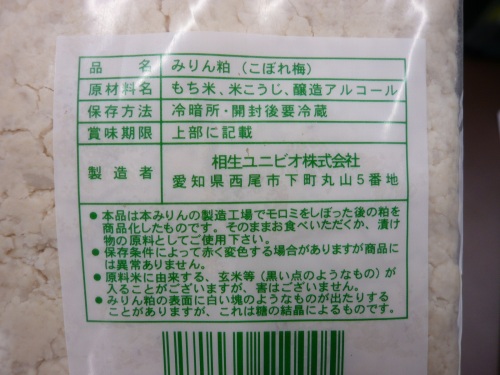 品名 みりん粕 （こぼれ梅）
原材料名 もち米、米こうじ、醸造アルコール
保存方法 冷暗所・開封後要冷蔵
賞味期限 上部に記載
製造者 相生ユニビオ株式会社
愛知県西尾市下町丸山5番地
●本品は本みりんの製造工場でモロミをしぼった後の粕を
商品化したものです。そのままお食べいただくか、漬け
物の原料としてご使用下さい。
●保存条件によって赤く変色する場合がありますが商品に
は異常ありません。
●原料米に由来する、玄米等（黒い点のようなもの）が
入ることがございますが、害はございません。
●みりん粕の表面に白い塊のようなものが出たりする
ことがありますが、これは糖の結晶によるものです。